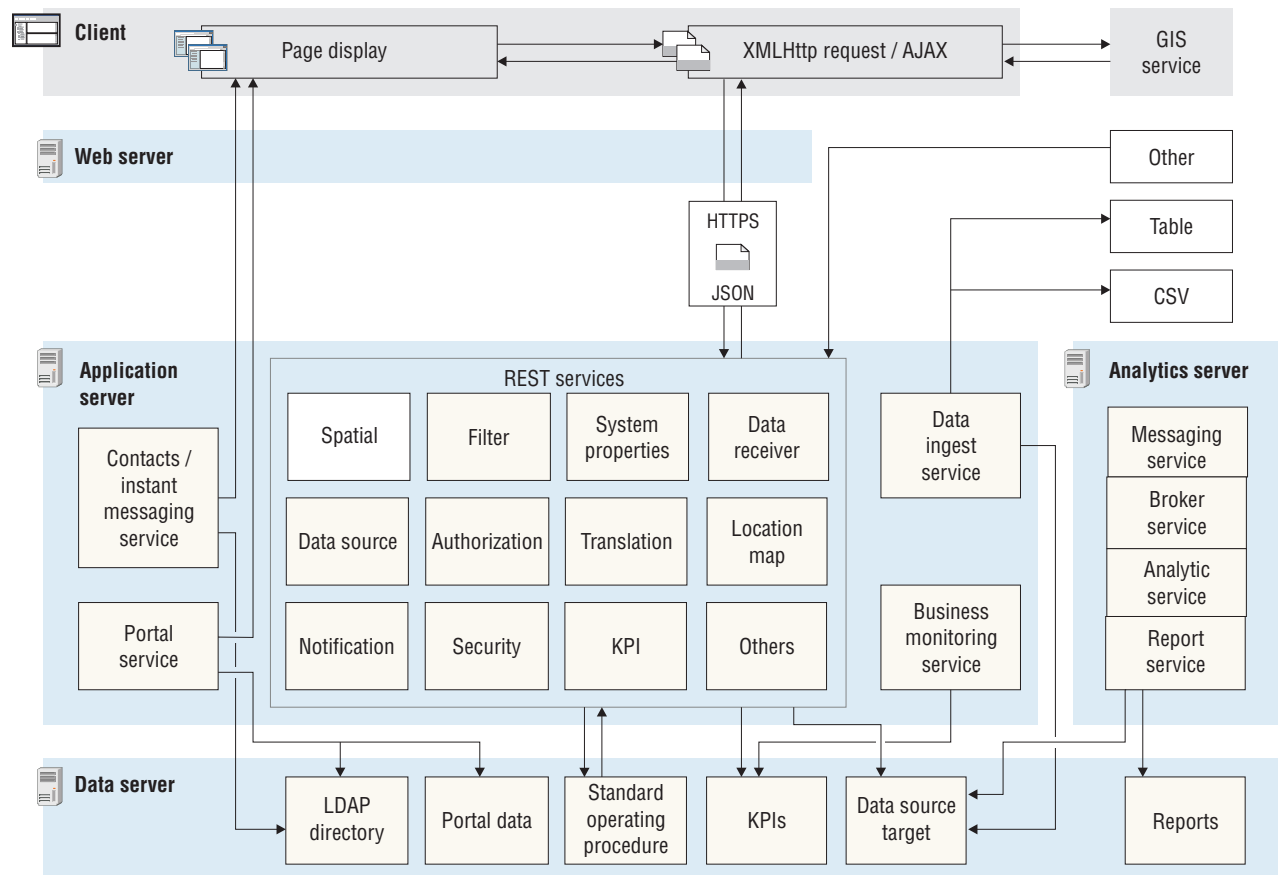 Client
Page display
XMLHttp request / AJAX
GIS
service
Web server
Other
HTTPS
JSON
Table
CSV
Application
server
REST services
Analytics server
Contacts /
instant
messaging
service
Portal
service
Spatial
Filter
System
properties
Data
receiver
Data source
Authorization
Translation
Location
map
Notification
Security
KPI
Others
Data
ingest
service
Business
monitoring
service
Messaging
service
Broker
service
Analytic
service
Report
service
Data server
LDAP
directory
Portal data
Standard
operating
procedure
KPIs
Data source
target
Reports